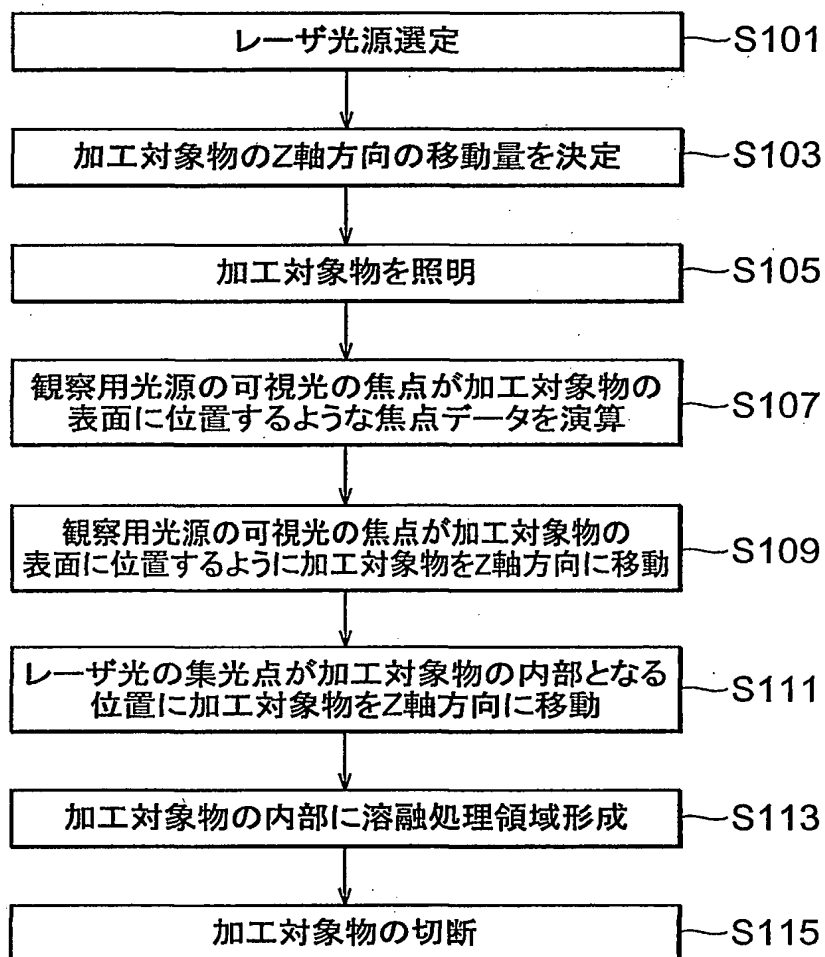 レーザ光源選定
S101
加工対象物のZ軸方向の移動量を決定
S103
加工対象物を照明
S105
観察用光源の可視光の焦点が加工対象物の
表面に位置するような焦点データを演算
S107
観察用光源の可視光の焦点が加工対象物の
表面に位置するように加工対象物をZ軸方向に移動
S109
レーザ光の集光点が加工対象物の内部となる
位置に加工対象物をZ軸方向に移動
S111
加工対象物の内部に溶融処理領域形成
S113
加工対象物の切断
S115